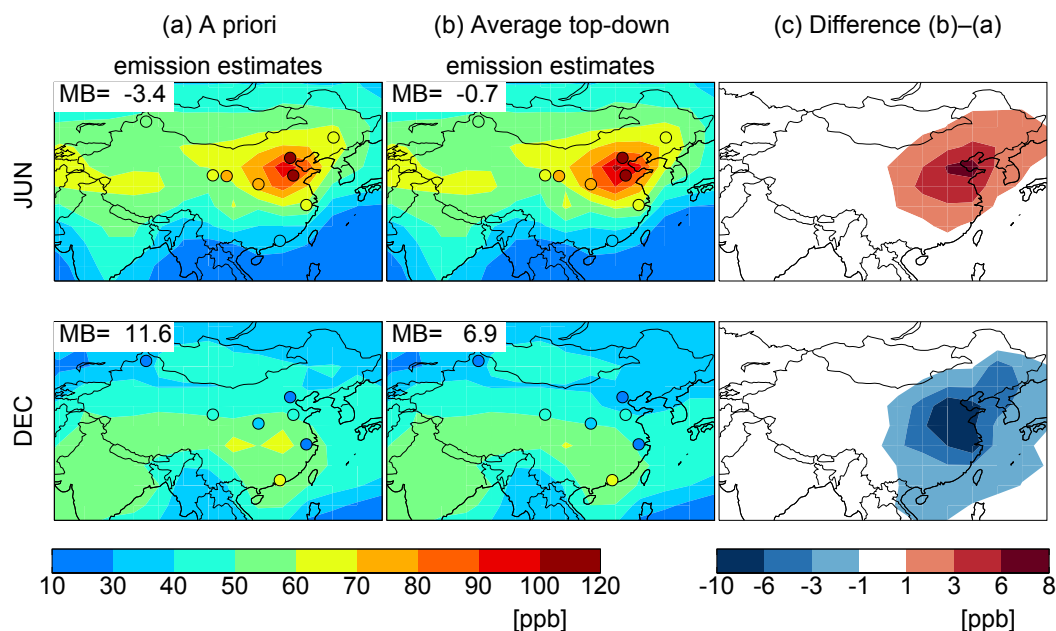 (a) A priori
emission estimates
(b) Average top-down
emission estimates
(c) Difference (b)–(a)
JUN
MB= -3.4
MB= -0.7
DEC
MB= 11.6
MB= 6.9
10 30 40 50 60 70 80 90 100 120
[ppb]
-10 -6 -3 -1 1 3 6 8
[ppb]